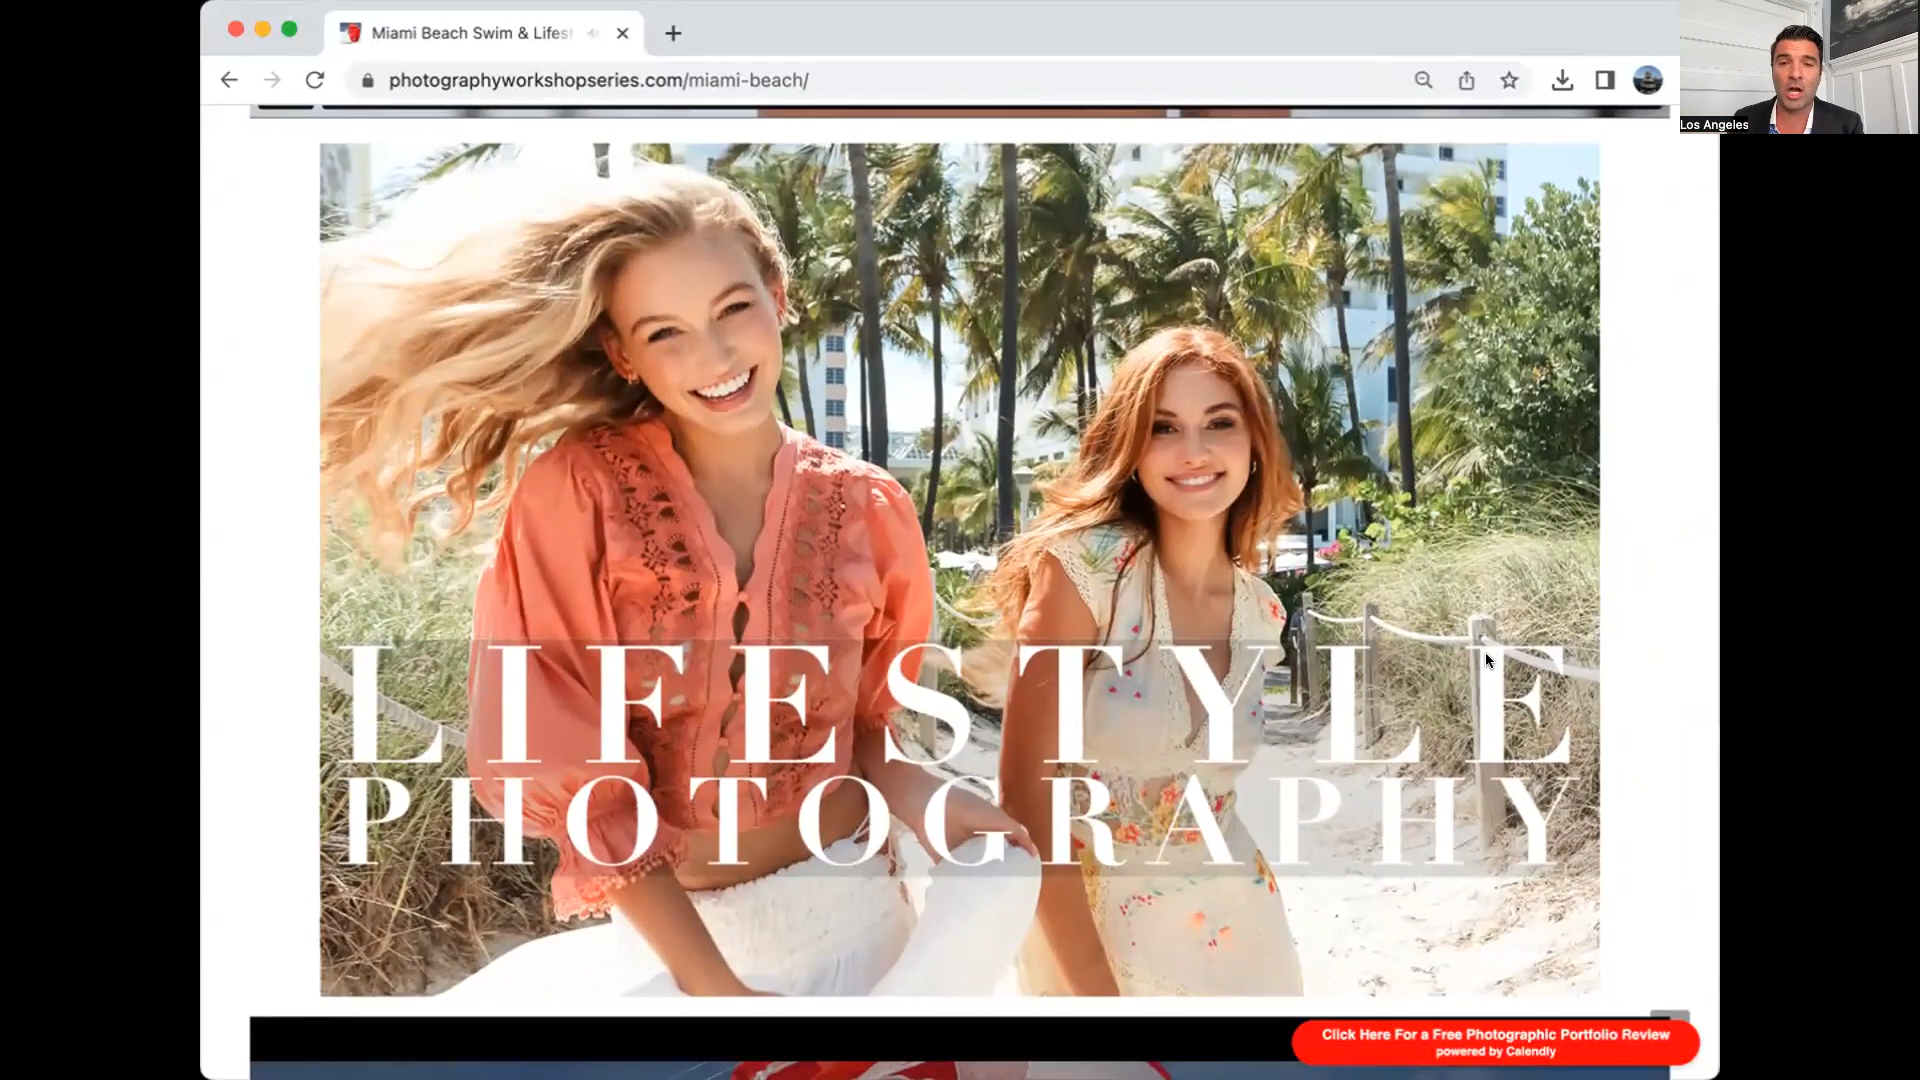 Miami Beach Swim & Lifes
photographyworkshopseries.com/miami-beach/
Los Angeles
LIFESTYLE
PHOTOGRAPHY
Click Here For a Free Photographic Portfolio Review
powered by Calendly